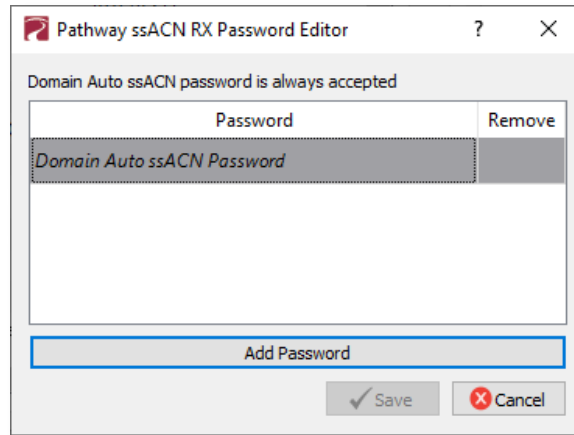 Pathway ssACN RX Password Editor ?
Domain Auto ssACN password is always accepted
Password Remove
Domain Auto ssACN Password
Add Password
Save Cancel